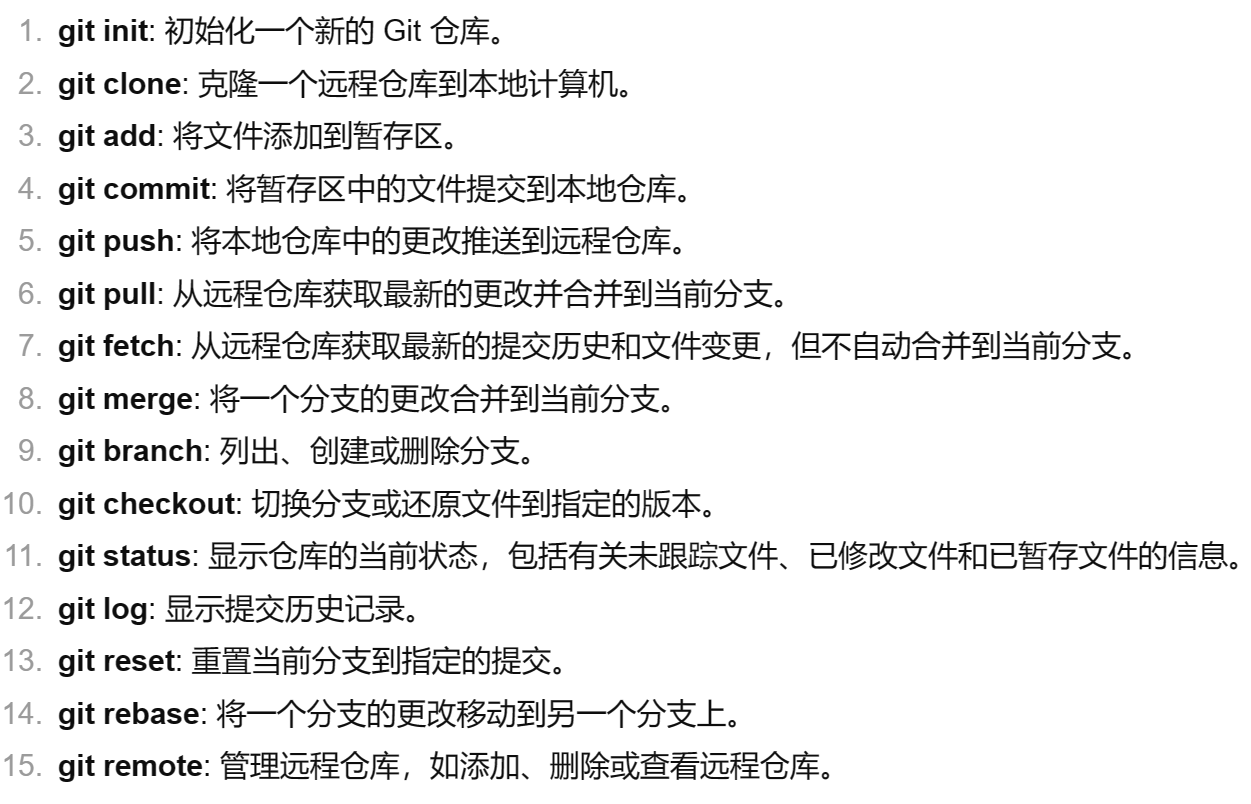 1. git init: 初始化一个新的 Git 仓库。
2. git clone: 克隆一个远程仓库到本地计算机。
3. git add: 将文件添加到暂存区。
4. git commit: 将暂存区中的文件提交到本地仓库。
5. git push: 将本地仓库中的更改推送到远程仓库。
6. git pull: 从远程仓库获取最新的更改并合并到当前分支。
7. git fetch: 从远程仓库获取最新的提交历史和文件变更，但不自动合并到当前分支。
8. git merge: 将一个分支的更改合并到当前分支。
9. git branch: 列出、创建或删除分支。
10. git checkout: 切换分支或还原文件到指定的版本。
11. git status: 显示仓库的当前状态，包括有关未跟踪文件、已修改文件和已暂存文件的信息。
12. git log: 显示提交历史记录。
13. git reset: 重置当前分支到指定的提交。
14. git rebase: 将一个分支的更改移动到另一个分支上。
15. git remote: 管理远程仓库，如添加、删除或查看远程仓库。